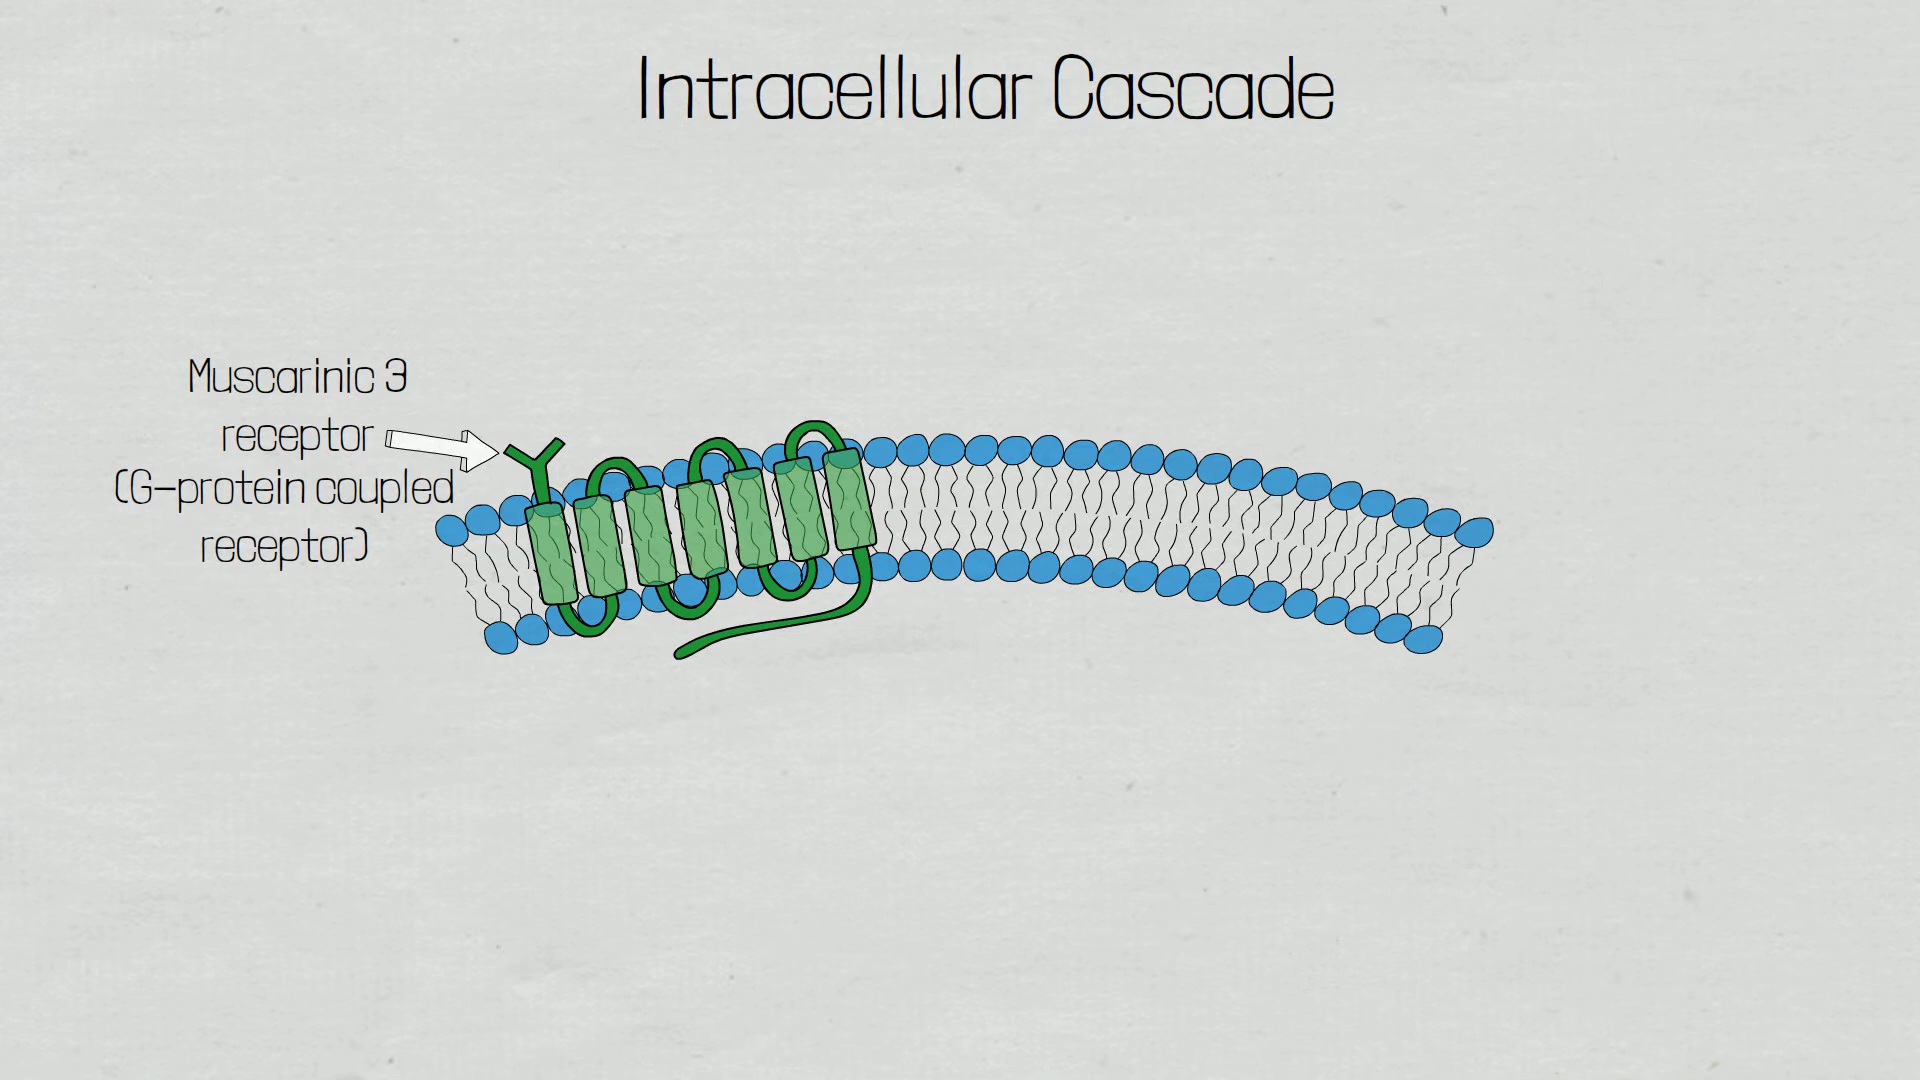 Intracellular Cascade
Muscarinic 3
receptor
(G-protein coupled
receptor)